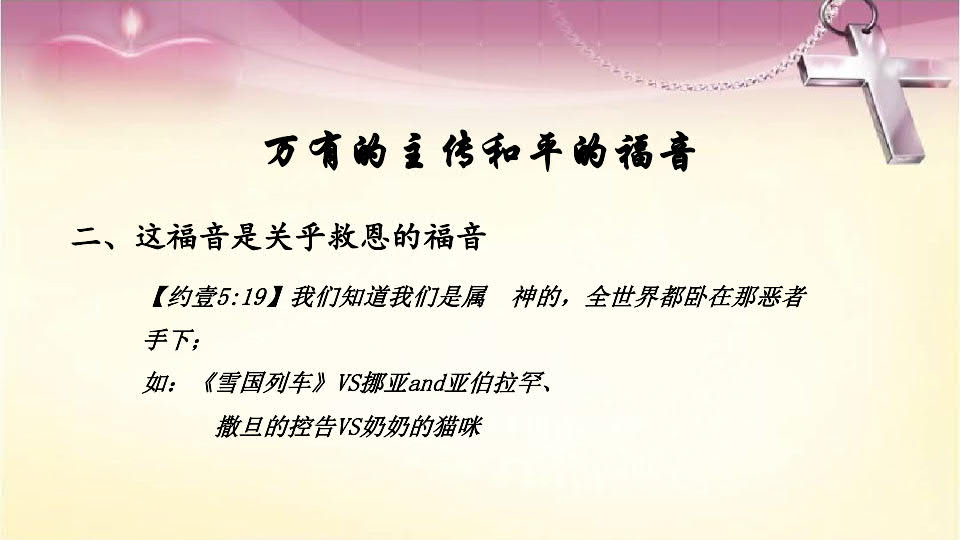 万有的主传和平的福音
二、这福音是关乎救恩的福音
【约壹5:19】我们知道我们是属　神的，全世界都卧在那恶者
手下；
如：《雪国列车》VS挪亚and亚伯拉罕、
撒旦的控告VS奶奶的猫咪